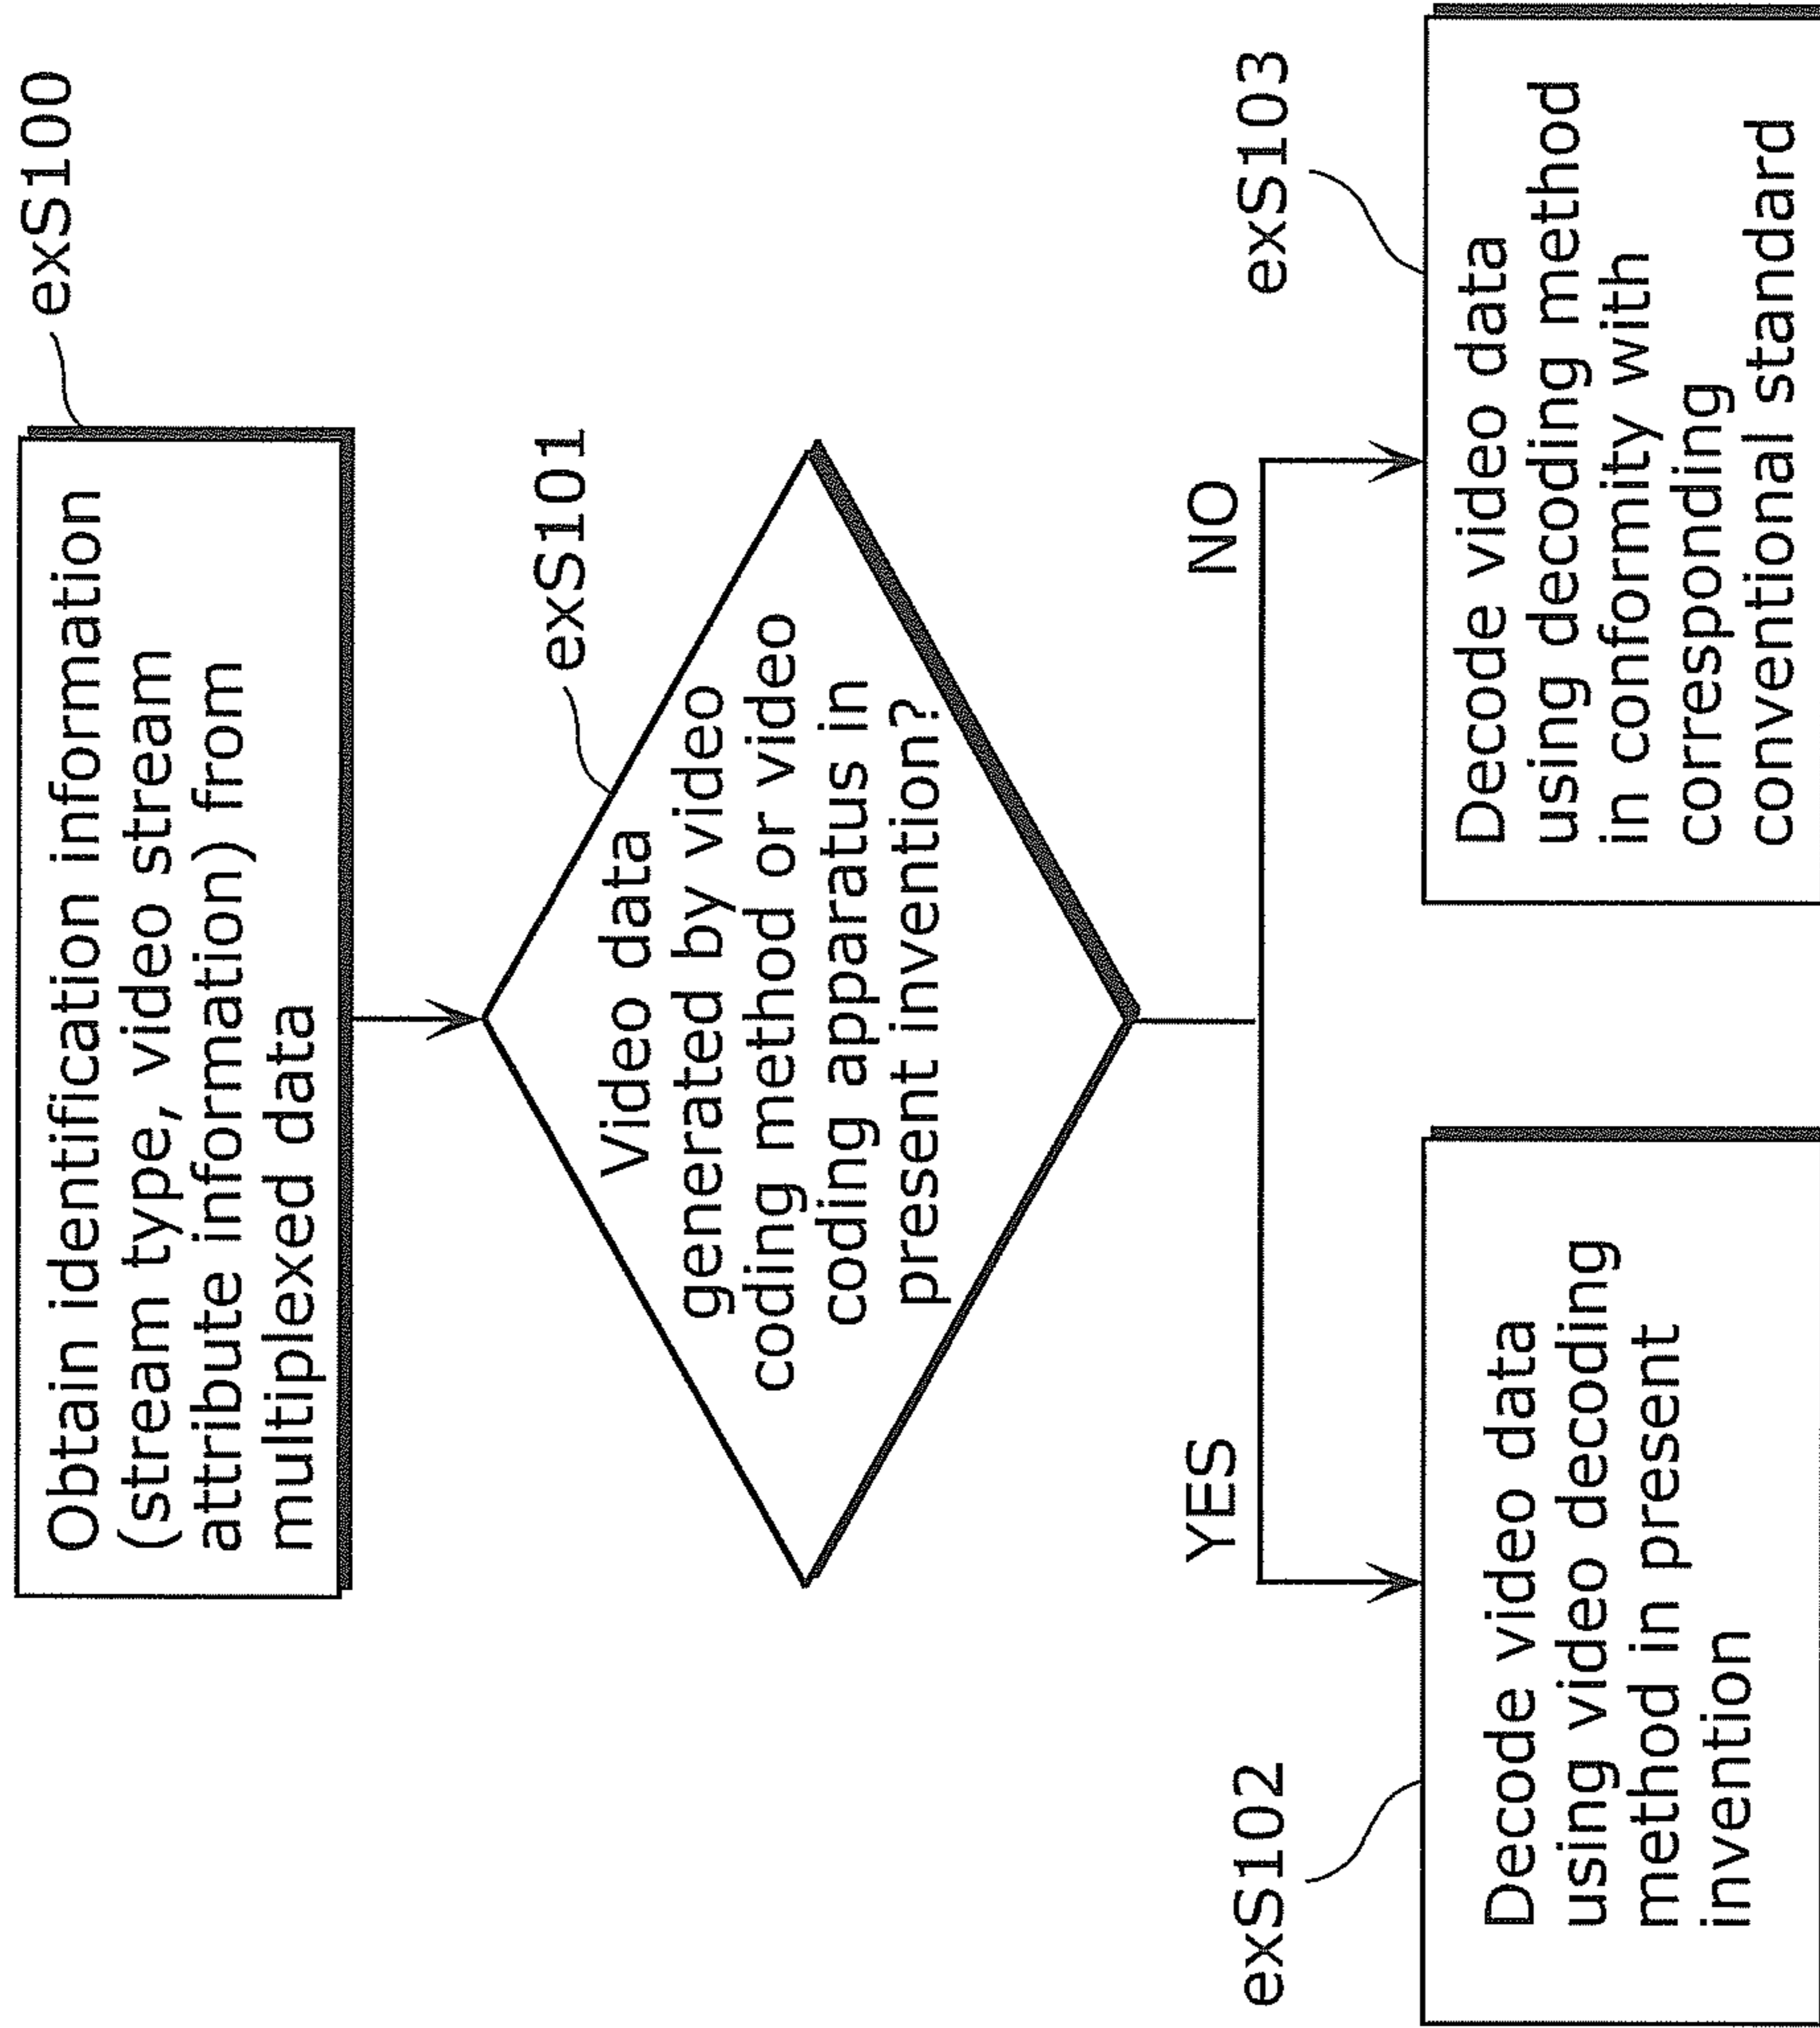 exS100
Obtain identification information
(stream type, video stream
attribute information) from
multiplexed data
exS101
Video data
generated by video
coding method or video
coding apparatus in
present invention?
YES
NO
exS102
Decode video data
using video decoding
method in present
invention
exS103
Decode video data
using decoding method
in conformity with
corresponding
conventional standard